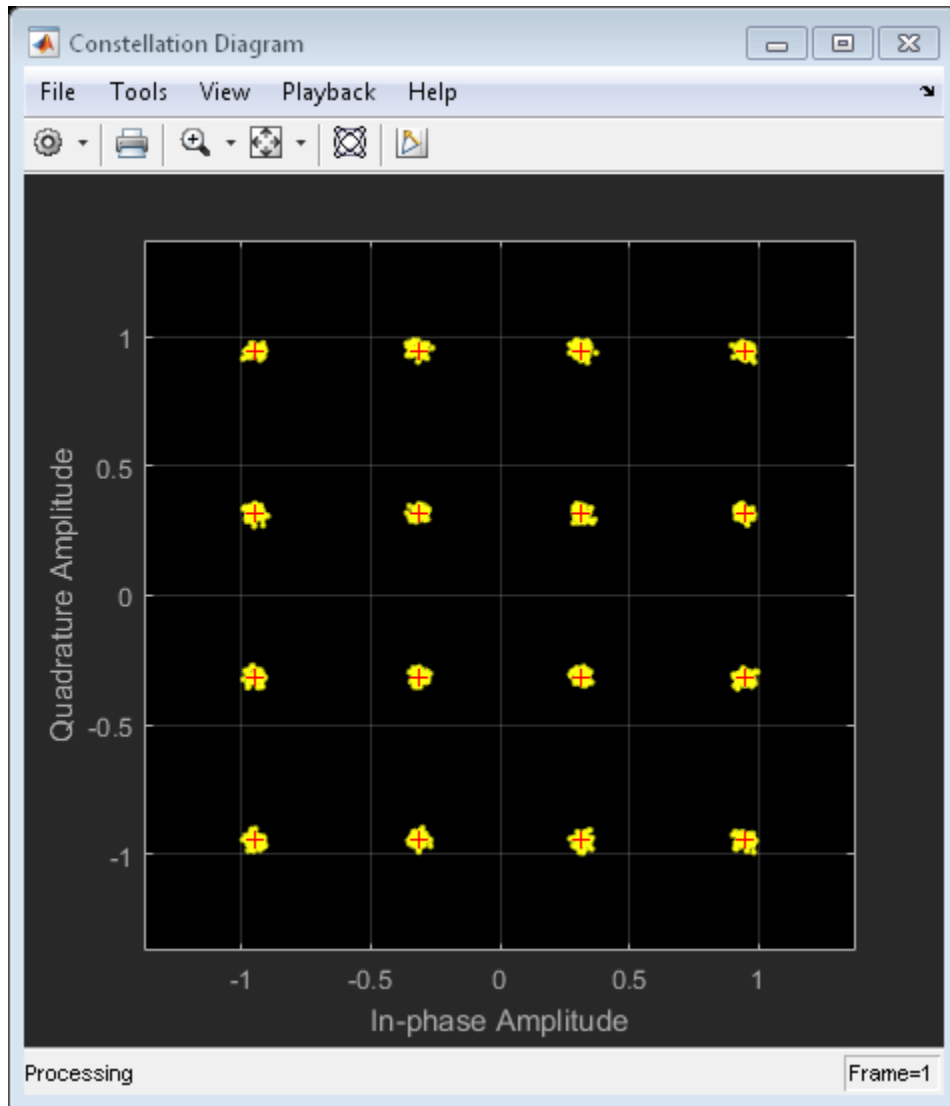 Constellation Diagram
File Tools View Playback Help
1
0.5
0
-0.5
-1
Quadrature Amplitude
-1 -0.5 0 0.5 1
In-phase Amplitude
Processing Frame=1